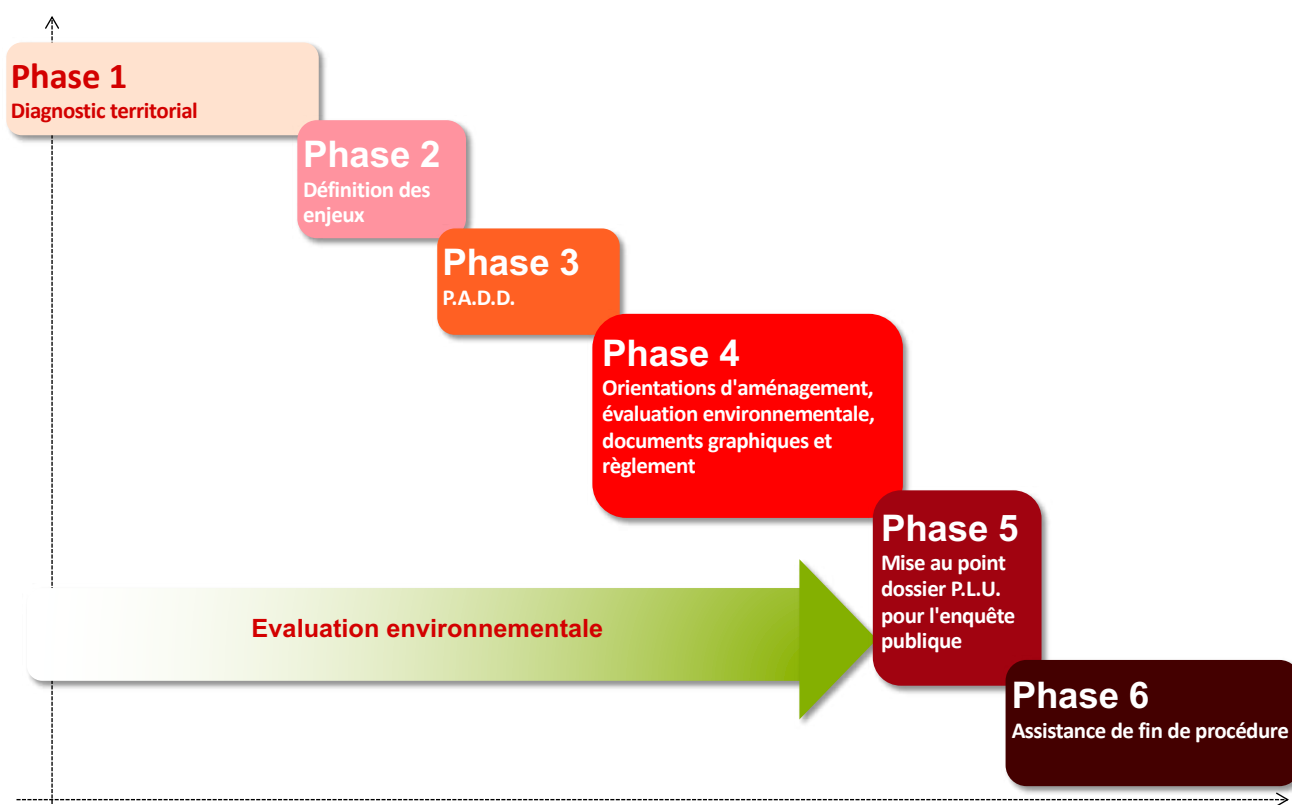 Phase 1
Diagnostic territorial
Phase 2
Définition des
enjeux
Phase 3
P.A.D.D.
Phase 4
Orientations d'aménagement,
évaluation environnementale,
documents graphiques et
règlement
Phase 5
Mise au point
dossier P.L.U.
pour l'enquête
publique
Evaluation environnementale
Phase 6
Assistance de fin de procédure